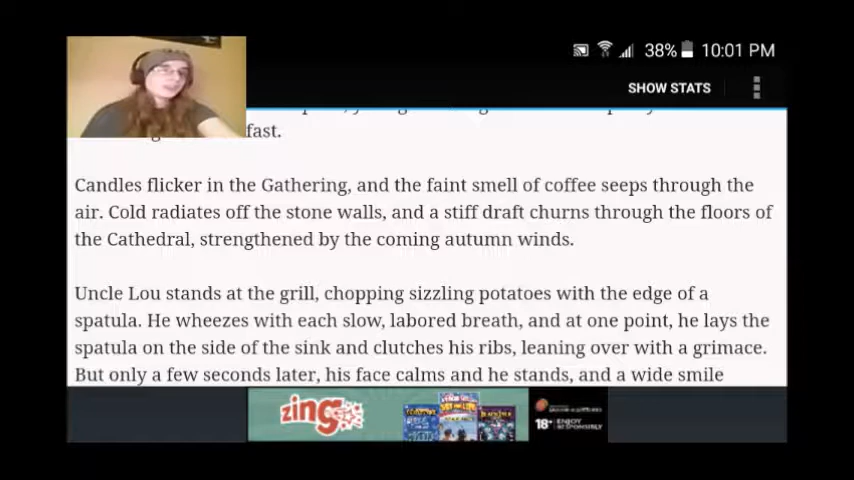 38% 10:01 PM
SHOW STATS
fast.
Candles flicker in the Gathering, and the faint smell of coffee seeps through the
air. Cold radiates off the stone walls, and a stiff draft churns through the floors of
the Cathedral, strengthened by the coming autumn winds.
Uncle Lou stands at the grill, chopping sizzling potatoes with the edge of a
spatula. He wheezes with each slow, labored breath, and at one point, he lays the
spatula on the side of the sink and clutches his ribs, leaning over with a grimace.
But only a few seconds later, his face calms and he stands, and a wide smile
zing
18+ ENJOY
RESPONSIBLY